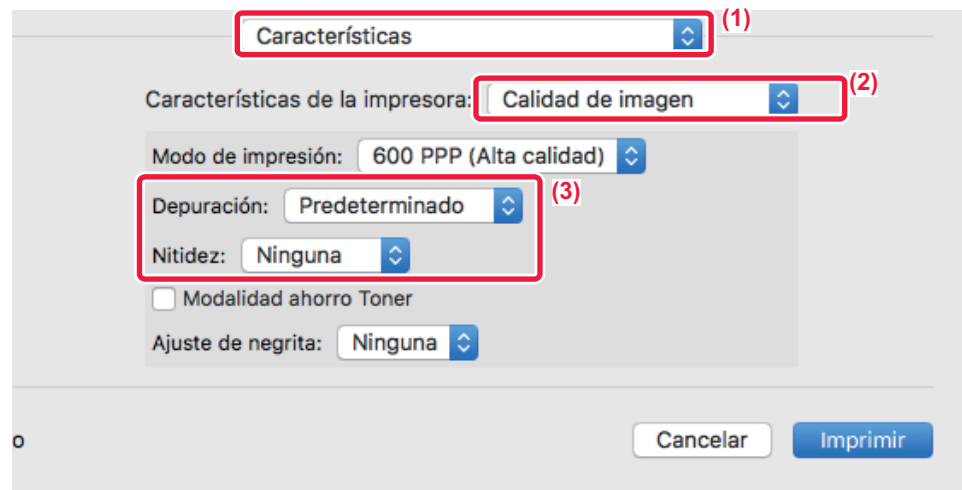 Características (1)
Características de la impresora: Calidad de imagen (2)
Modo de impresión: 600 PPP (Alta calidad)
Depuración: Predeterminado (3)
Nitidez: Ninguna
Modalidad ahorro Toner
Ajuste de negrita: Ninguna
o Cancelar Imprimir